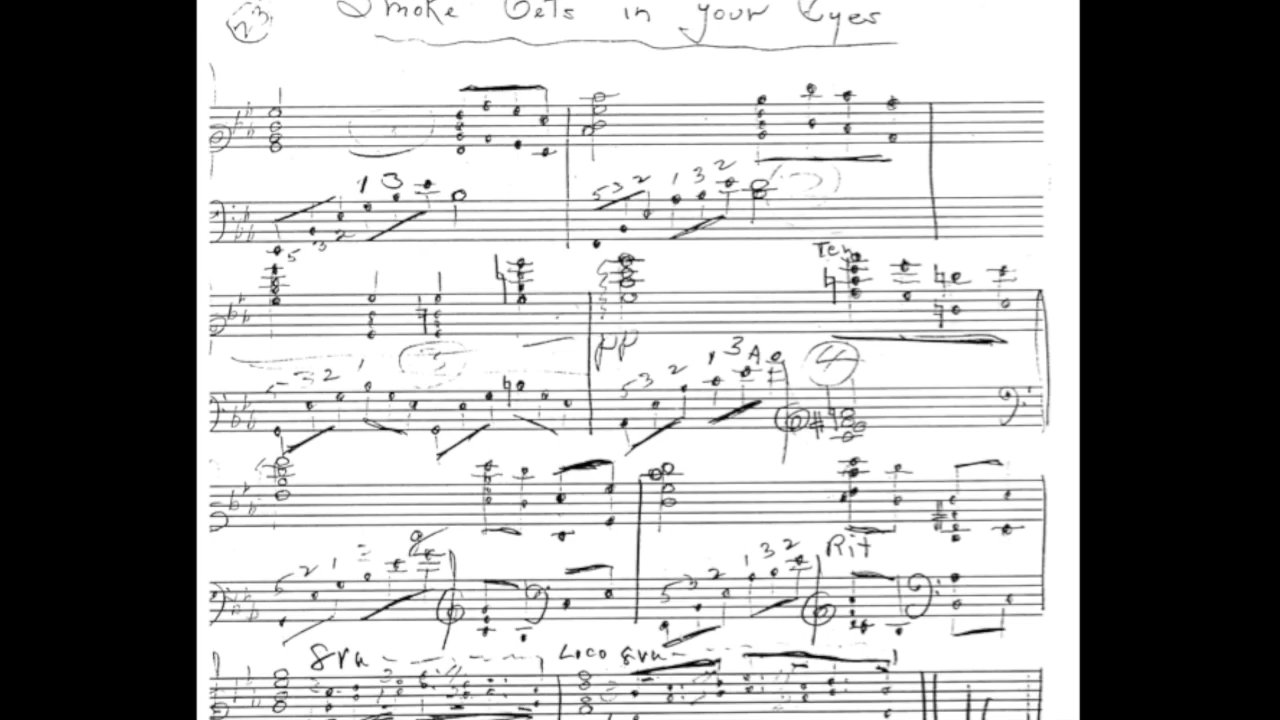 23 Smoke Gets in your Eyes
1 3
5 3 2 1 3 2
5 3 2
Ten
pp
3 2 1
5 3 2 1 3
4
5 2 1
5 3 2 1 3 2 Rit
8va Loco 8va